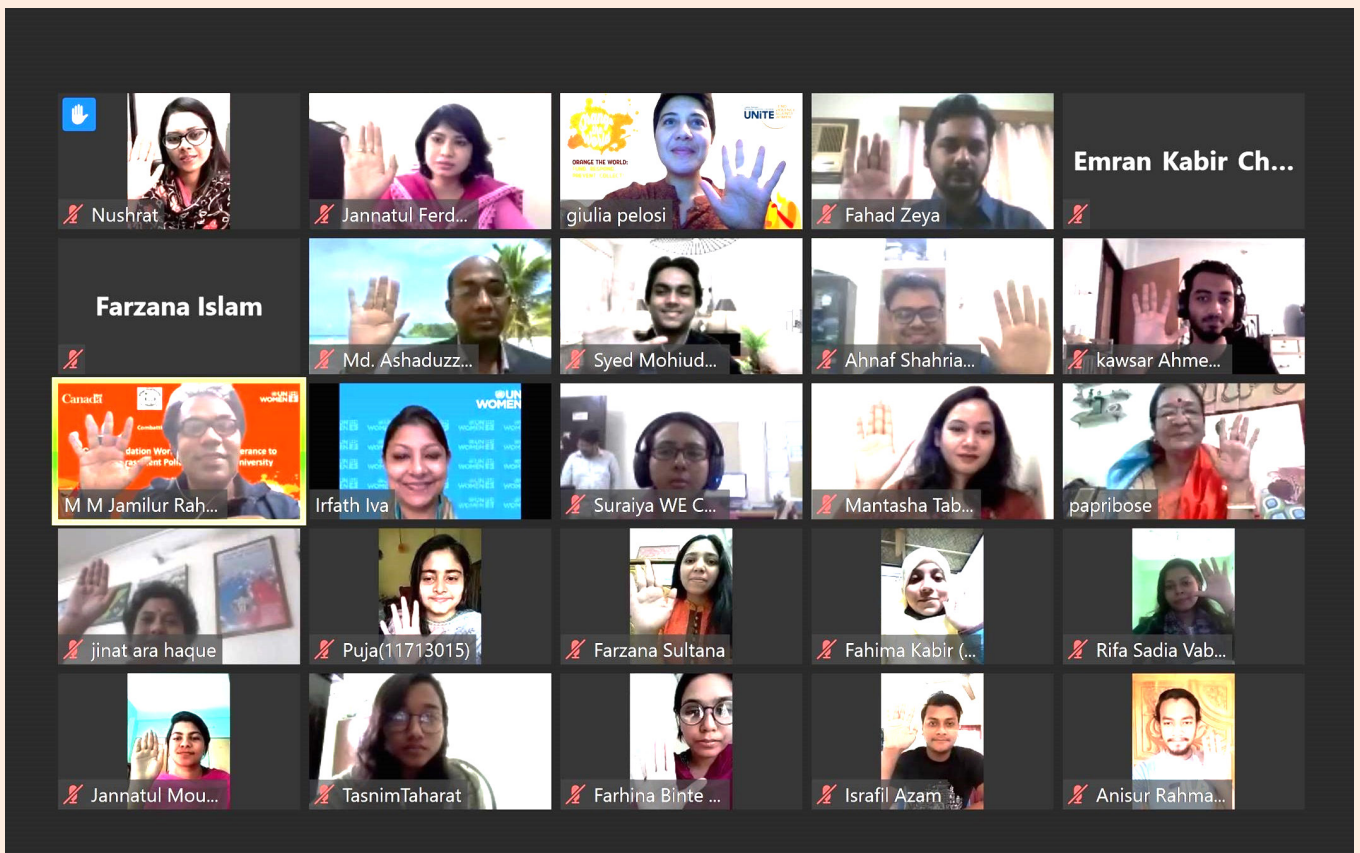 Nushrat
Jannatul Ferd...
UNiTE
ORANGE THE WORLD:
giulia pelosi
Fahad Zeya
Emran Kabir Ch...
Farzana Islam
Md. Ashaduzz...
Syed Mohiud...
Ahnaf Shahria...
kawsar Ahme...
Canada
UN
WOMEN
M M Jamilur Rah...
UN
WOMEN
Irfath Iva
Suraiya WE C...
Mantasha Tab...
papribose
jinat ara haque
Puja(11713015)
Farzana Sultana
Fahima Kabir (...
Rifa Sadia Vab...
Jannatul Mou...
TasnimTaharat
Farhina Binte ...
Israfil Azam
Anisur Rahma...